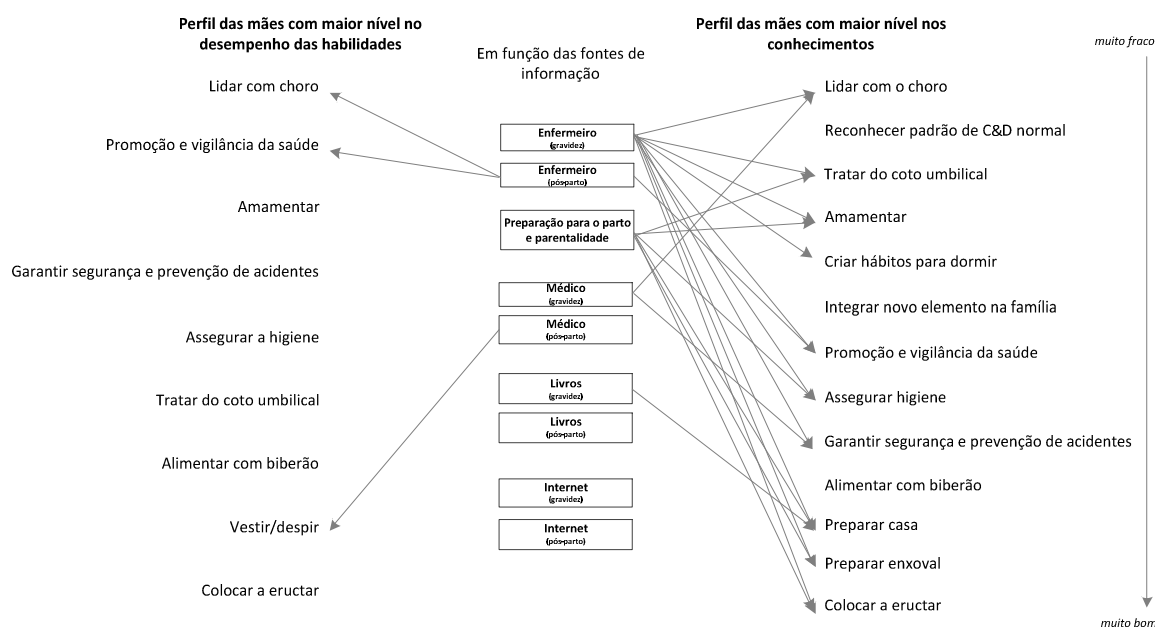 Perfil das mães com maior nível no
desempenho das habilidades
Lidar com choro
Promoção e vigilância da saúde
Amamentar
Garantir segurança e prevenção de acidentes
Assegurar a higiene
Tratar do coto umbilical
Alimentar com biberão
Vestir/despir
Colocar a eructar
Em função das fontes de
informação
Enfermeiro
(gravidez)
Enfermeiro
(pós-parto)
Preparação para o parto
e parentalidade
Médico
(gravidez)
Médico
(pós-parto)
Livros
(gravidez)
Livros
(pós-parto)
Internet
(gravidez)
Internet
(pós-parto)
Perfil das mães com maior nível nos
conhecimentos
Lidar com o choro
Reconhecer padrão de C&D normal
Tratar do coto umbilical
Amamentar
Criar hábitos para dormir
Integrar novo elemento na família
Promoção e vigilância da saúde
Assegurar higiene
Garantir segurança e prevenção de acidentes
Alimentar com biberão
Preparar casa
Preparar enxoval
Colocar a eructar
muito fraco
muito bom